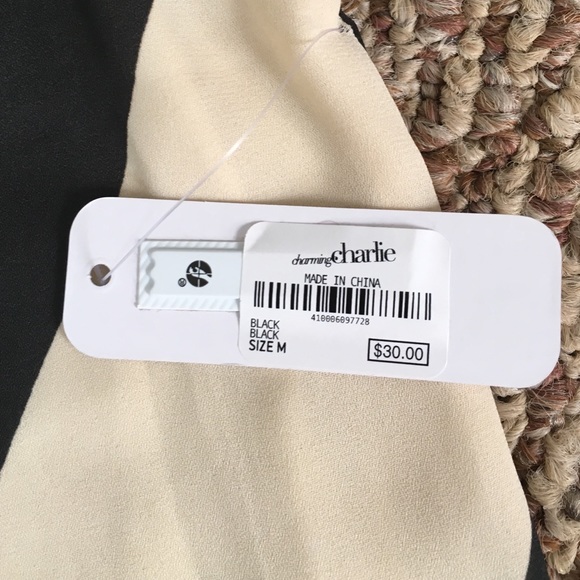 charming charlie
MADE IN CHINA
410006097728
BLACK
BLACK
SIZE M
$30.00
®